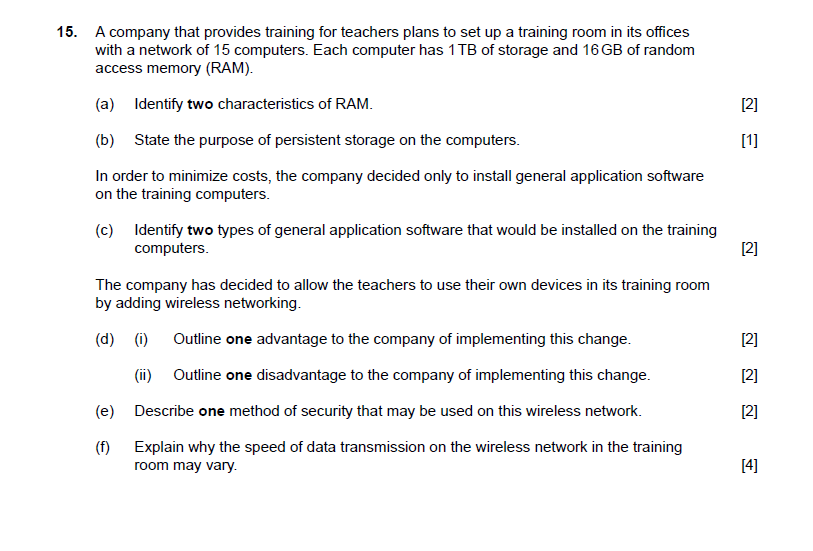 15. A company that provides training for teachers plans to set up a training room in its offices
with a network of 15 computers. Each computer has 1 TB of storage and 16 GB of random
access memory (RAM).
(a) Identify two characteristics of RAM. [2]
(b) State the purpose of persistent storage on the computers. [1]
In order to minimize costs, the company decided only to install general application software
on the training computers.
(c) Identify two types of general application software that would be installed on the training
computers. [2]
The company has decided to allow the teachers to use their own devices in its training room
by adding wireless networking.
(d) (i) Outline one advantage to the company of implementing this change. [2]
(ii) Outline one disadvantage to the company of implementing this change. [2]
(e) Describe one method of security that may be used on this wireless network. [2]
(f) Explain why the speed of data transmission on the wireless network in the training
room may vary. [4]